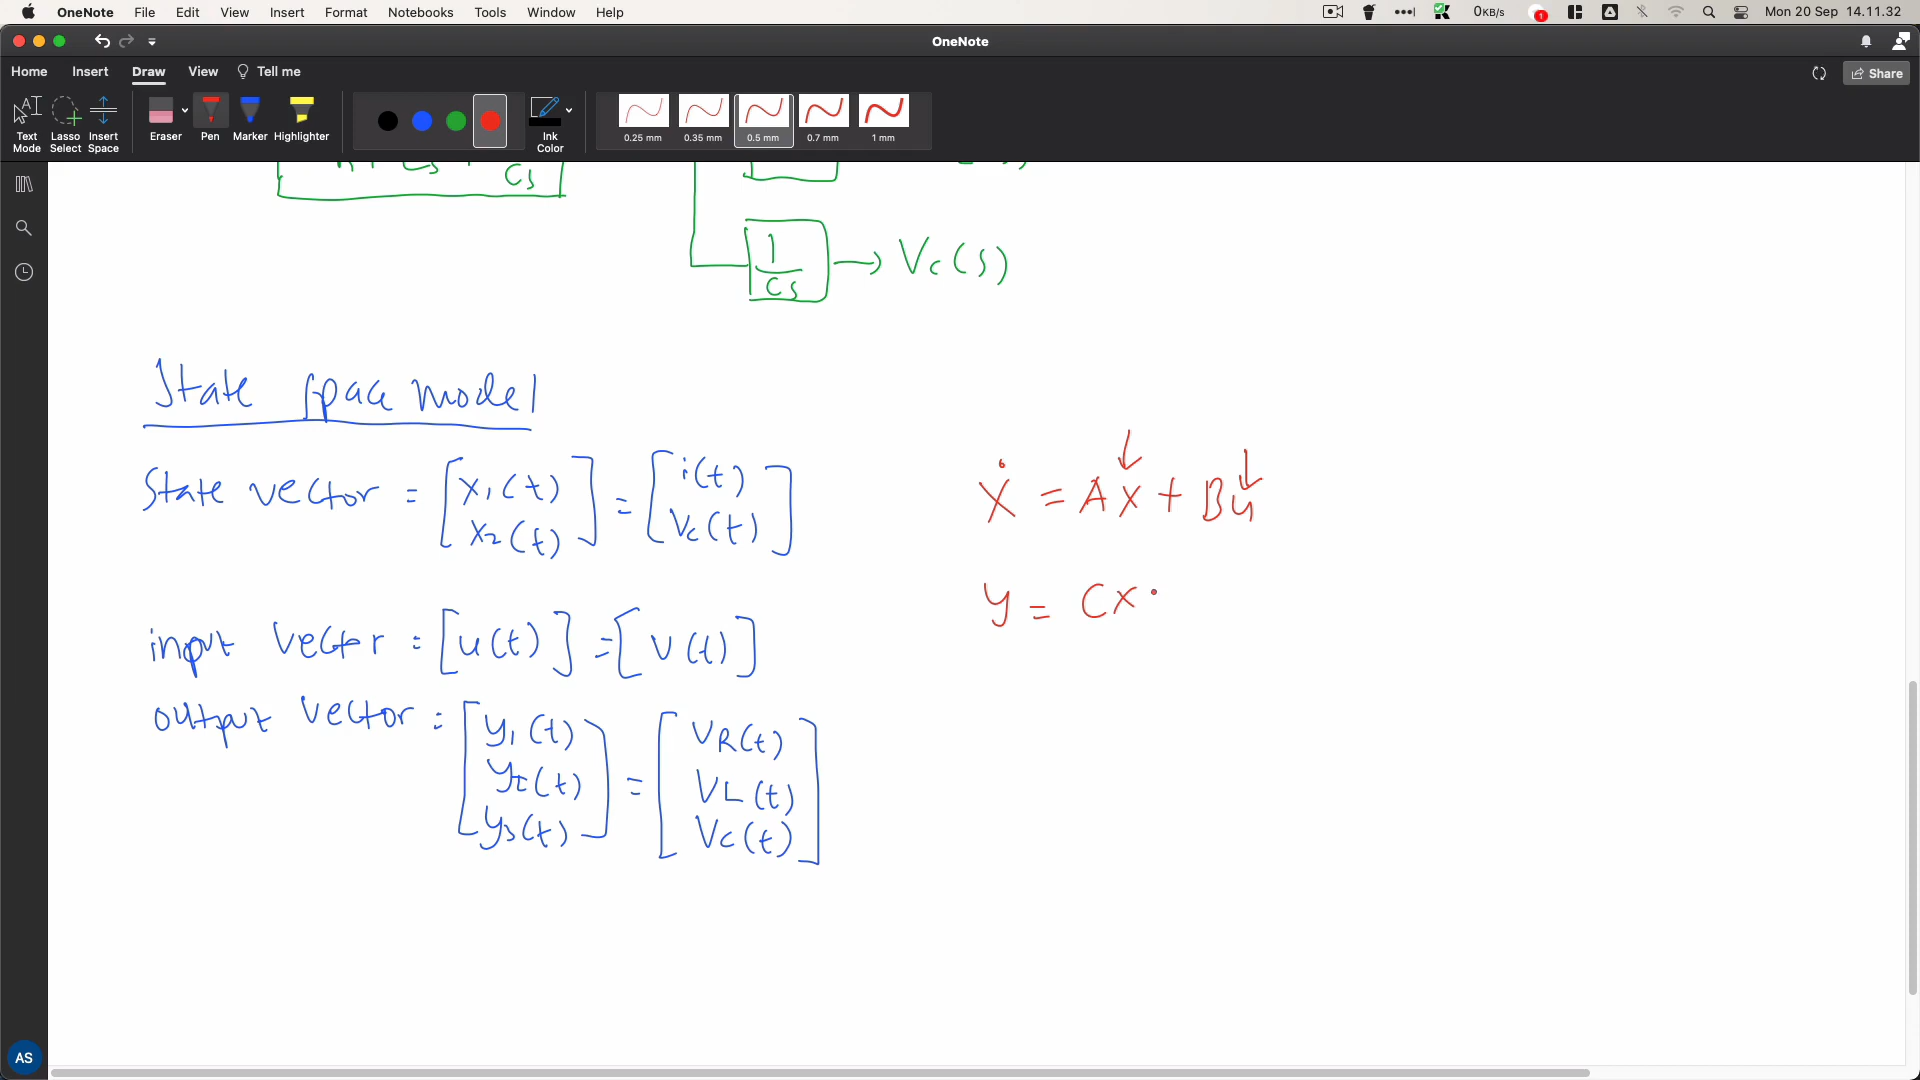 OneNote File Edit View Insert Format Notebooks Tools Window Help 0KB/s 1 Mon 20 Sep 14.11.32
OneNote
Home Insert Draw View Tell me Share
Text Mode Lasso Select Insert Space Eraser Pen Marker Highlighter Ink Color 0.25 mm 0.35 mm 0.5 mm 0.7 mm 1 mm
Cs
1
Cs
→ Vc(s)
State space model
State vector = [x₁(t) x₂(t)] = [i(t) Vc(t)]
ẋ = Ax + Bu
y = Cx
input vector = [u(t)] = [v(t)]
output vector = [y₁(t) y₂(t) y₃(t)] = [VR(t) VL(t) Vc(t)]
AS